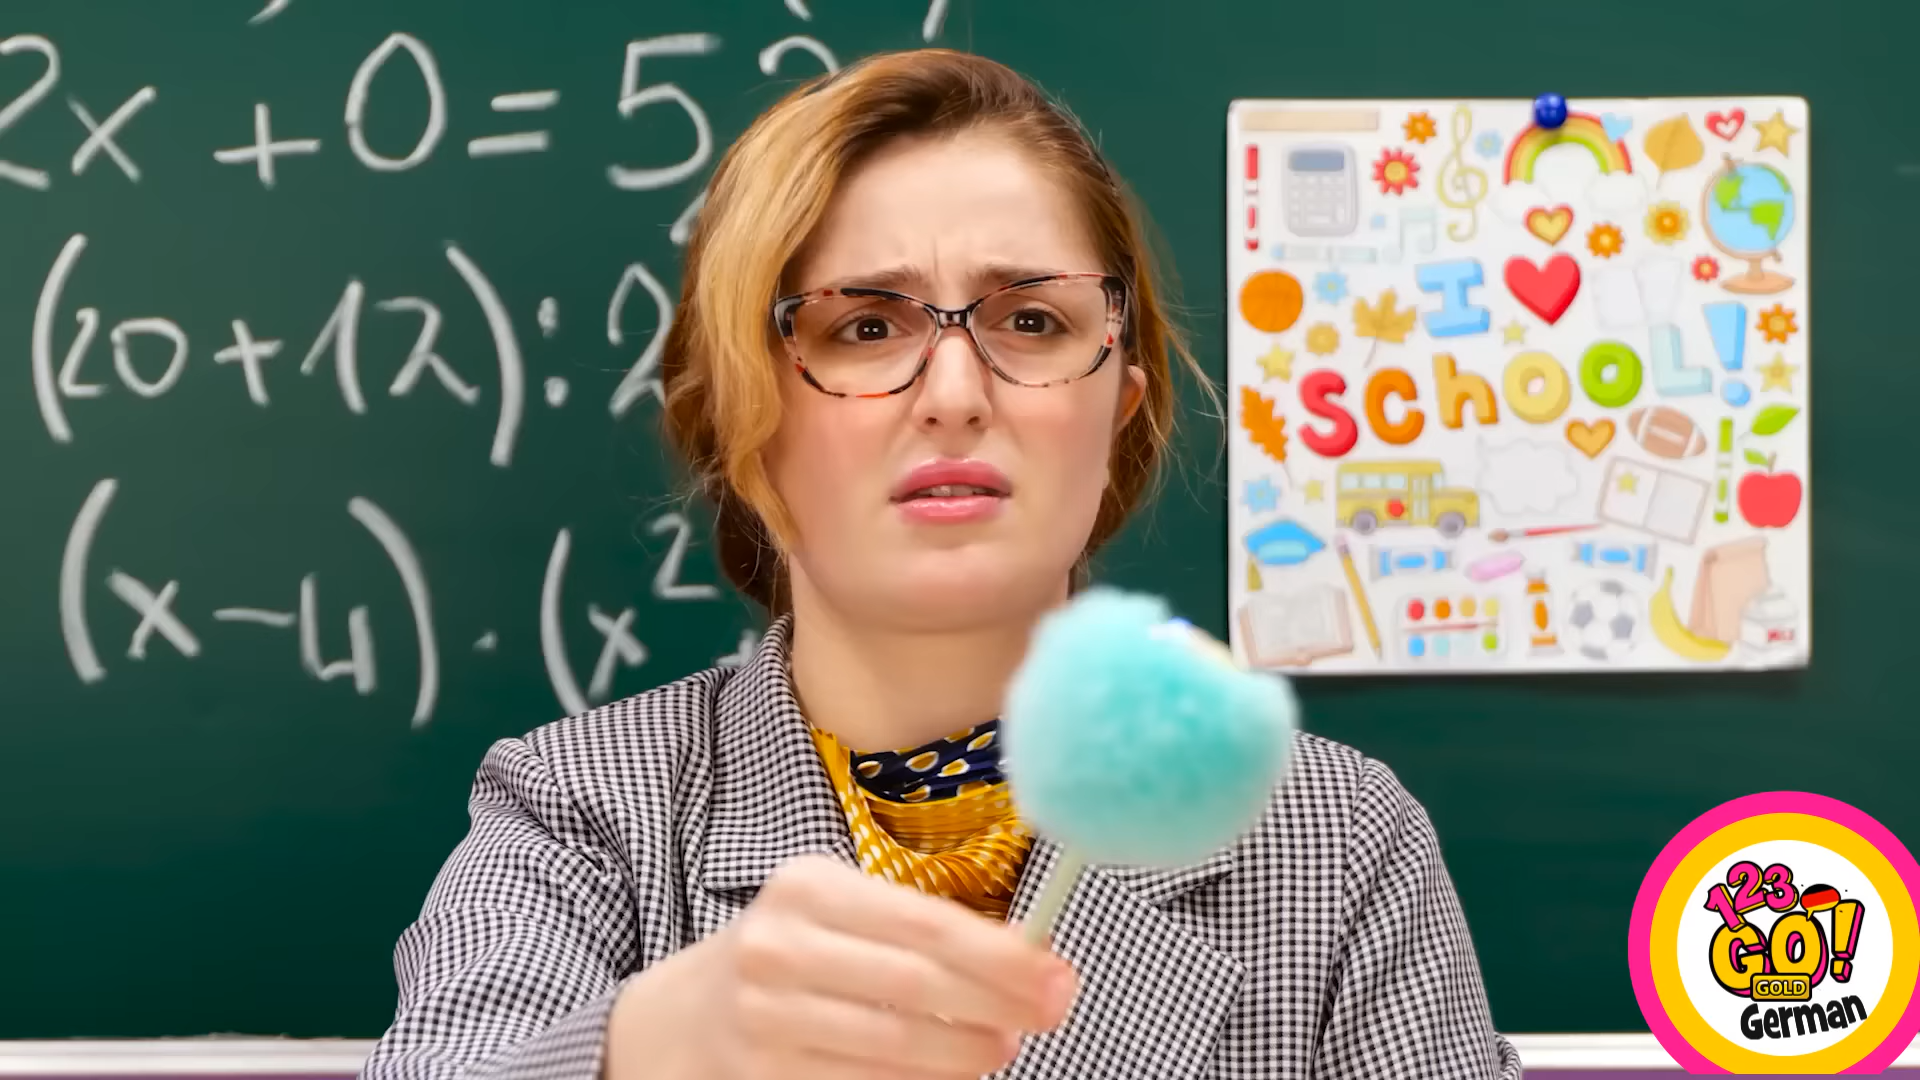 2x + 0 = 5
(20+12):2
(x-4) · (x²
I ❤
SCHOOL!
123
GO!
GOLD
German